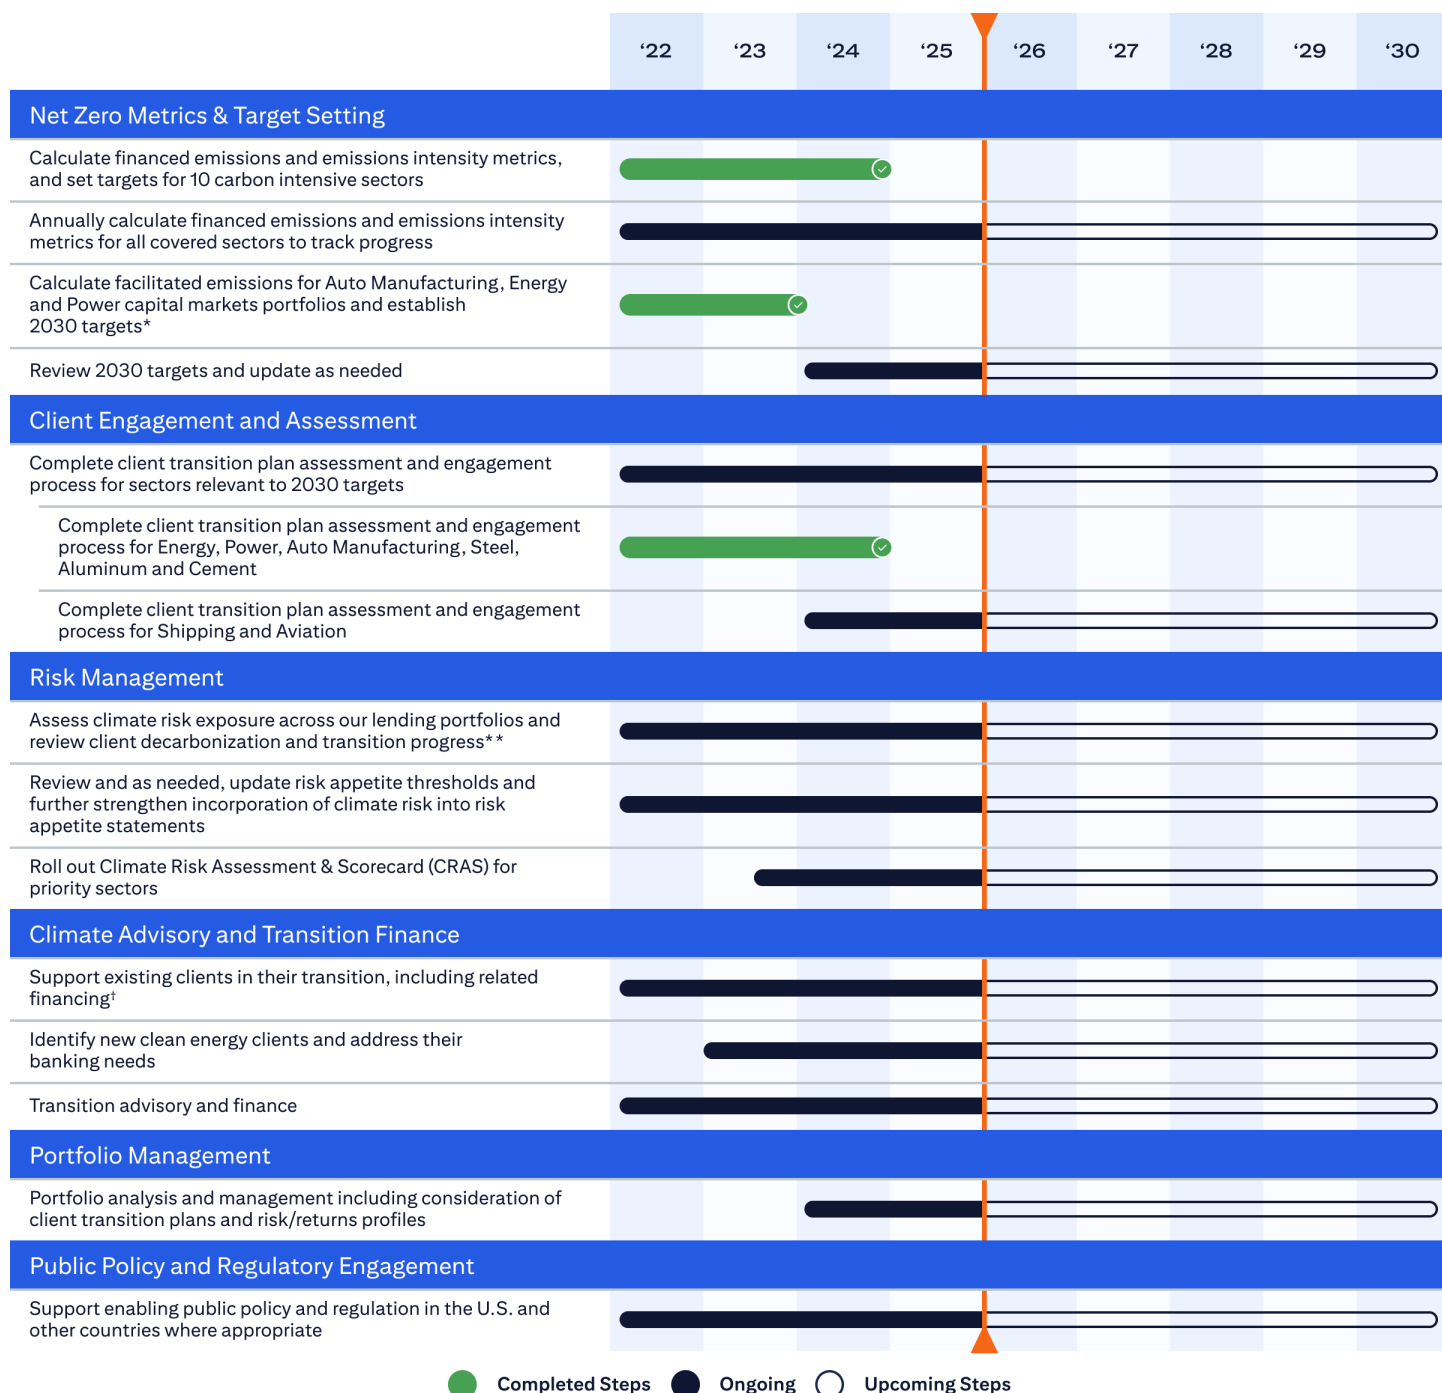 ‘22 ‘23 ‘24 ‘25 ‘26 ‘27 ‘28 ‘29 ‘30
Net Zero Metrics & Target Setting
Calculate financed emissions and emissions intensity metrics,
and set targets for 10 carbon intensive sectors
Annually calculate financed emissions and emissions intensity
metrics for all covered sectors to track progress
Calculate facilitated emissions for Auto Manufacturing, Energy
and Power capital markets portfolios and establish
2030 targets*
Review 2030 targets and update as needed
Client Engagement and Assessment
Complete client transition plan assessment and engagement
process for sectors relevant to 2030 targets
Complete client transition plan assessment and engagement
process for Energy, Power, Auto Manufacturing, Steel,
Aluminum and Cement
Complete client transition plan assessment and engagement
process for Shipping and Aviation
Risk Management
Assess climate risk exposure across our lending portfolios and
review client decarbonization and transition progress**
Review and as needed, update risk appetite thresholds and
further strengthen incorporation of climate risk into risk
appetite statements
Roll out Climate Risk Assessment & Scorecard (CRAS) for
priority sectors
Climate Advisory and Transition Finance
Support existing clients in their transition, including related
financing†
Identify new clean energy clients and address their
banking needs
Transition advisory and finance
Portfolio Management
Portfolio analysis and management including consideration of
client transition plans and risk/returns profiles
Public Policy and Regulatory Engagement
Support enabling public policy and regulation in the U.S. and
other countries where appropriate
Completed Steps Ongoing Upcoming Steps